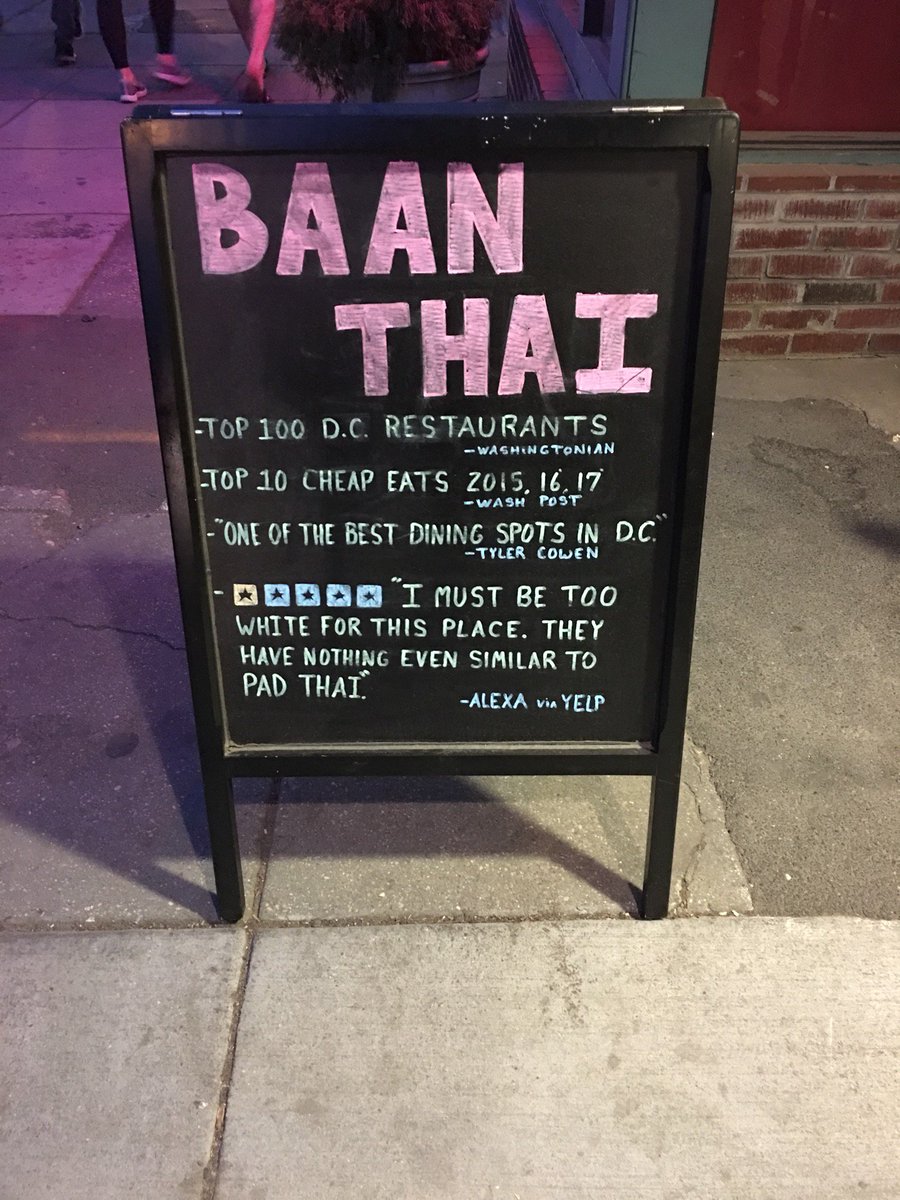 BAAN
THAI
-TOP 100 D.C. RESTAURANTS
-WASHINGTONIAN
-TOP 10 CHEAP EATS 2015, 16, 17
-WASH POST
-"ONE OF THE BEST DINING SPOTS IN D.C."
-TYLER COWEN
- ★★★★★ "I MUST BE TOO
WHITE FOR THIS PLACE. THEY
HAVE NOTHING EVEN SIMILAR TO
PAD THAI."
-ALEXA via YELP